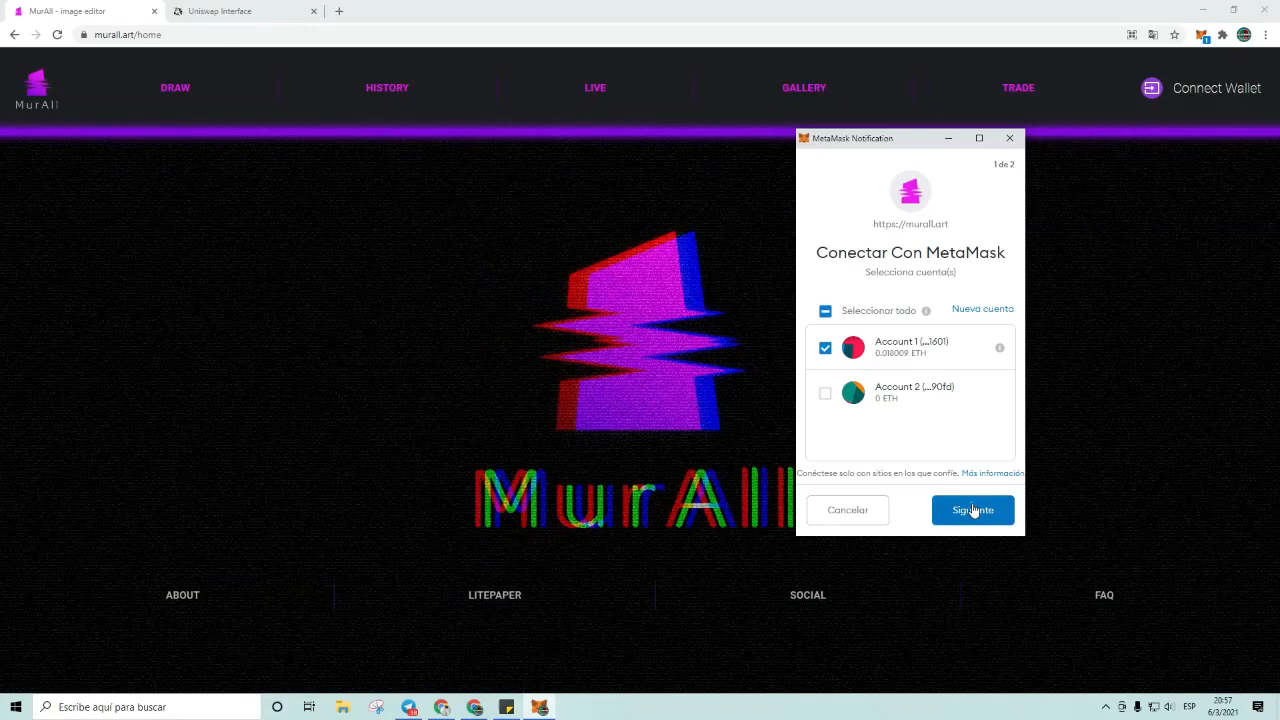 MurAll - image editor
Uniswap Interface
murall.art/home
MurAll
DRAW
HISTORY
LIVE
GALLERY
TRADE
Connect Wallet
MetaMask Notification
1 de 2
https://murall.art
Conectar Con MetaMask
Selecciona cuenta(s)
Seleccionar todo
Nueva cuenta
Account 1 (...1601)
0.018009 ETH
Account 2 (...90fd)
0 ETH
Conéctese solo con sitios en los que confíe. Más información
Cancelar
Siguiente
MurAll
ABOUT
LITEPAPER
SOCIAL
FAQ
Escribe aquí para buscar
ESP
20:57
6/3/2021